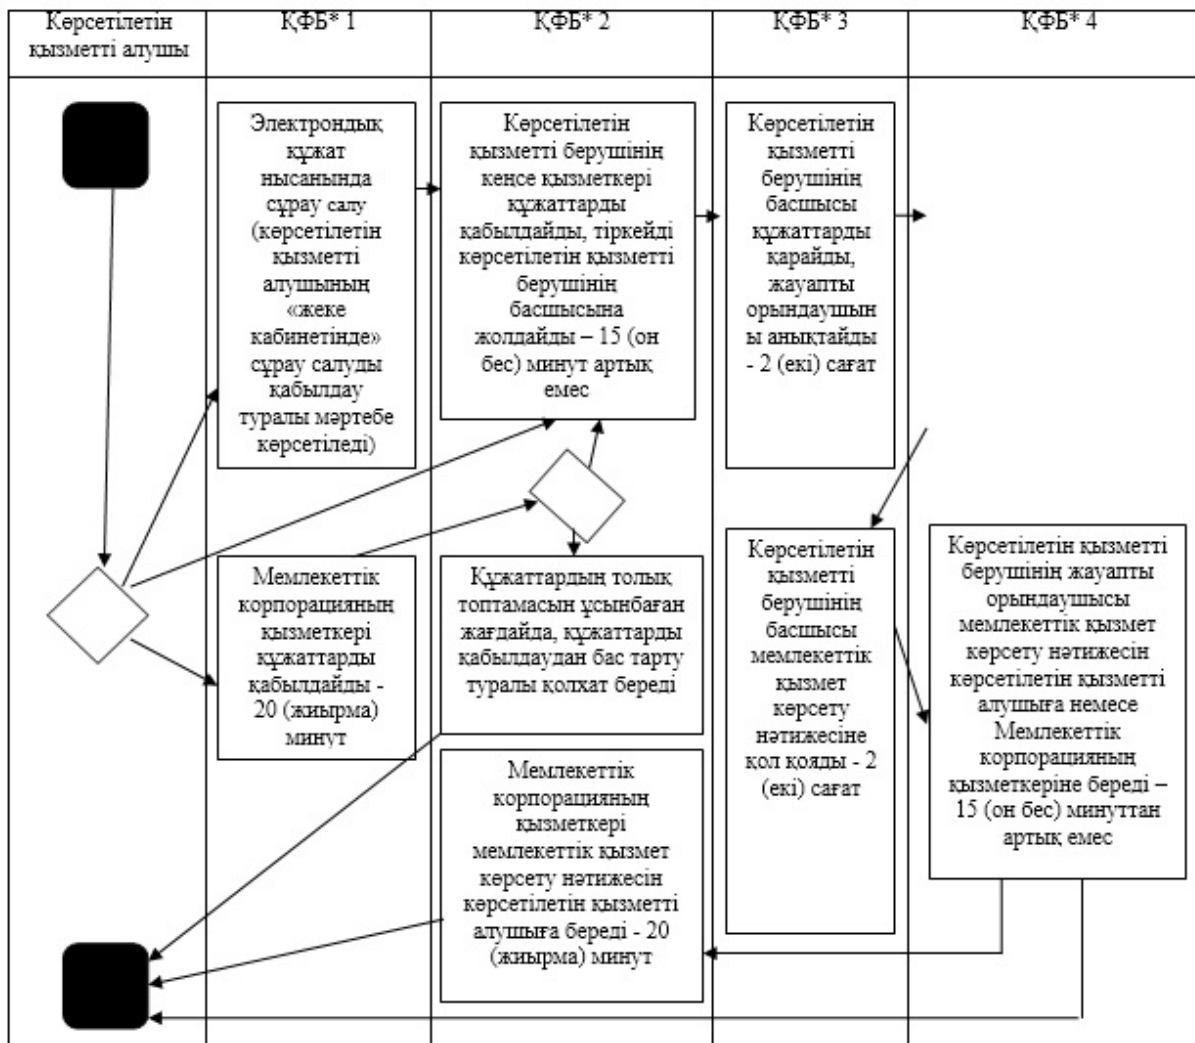 Көрсетілетін
қызметті алушы
ҚФБ* 1
ҚФБ* 2
ҚФБ* 3
ҚФБ* 4
Электрондық
құжат
нысанында
сұрау салу
(көрсетілетін
қызметті
алушының
«жеке
кабинетінде»
сұрау салуды
қабылдау
туралы мәртебе
көрсетіледі)
Көрсетілетін
қызметті берушінің
кеңсе қызметкері
құжаттарды
қабылдайды, тіркейді
көрсетілетін қызметті
берушінің
басшысына
жолдайды – 15 (он
бес) минут артық
емес
Көрсетілетін
қызметті
берушінің
басшысы
құжаттарды
қарайды,
жауапты
орындаушын
ы анықтайды
- 2 (екі) сағат
Мемлекеттік
корпорацияның
қызметкері
құжаттарды
қабылдайды -
20 (жиырма)
минут
Құжаттардың толық
топтамасын ұсынбаған
жағдайда, құжаттарды
қабылдаудан бас тарту
туралы қолхат береді
Мемлекеттік
корпорацияның
қызметкері
мемлекеттік қызмет
көрсету нәтижесін
көрсетілетін қызметті
алушыға береді - 20
(жиырма) минут
Көрсетілетін
қызметті
берушінің
басшысы
мемлекеттік
қызмет
көрсету
нәтижесіне
қол қояды - 2
(екі) сағат
Көрсетілетін қызметті
берушінің жауапты
орындаушысы
мемлекеттік қызмет
көрсету нәтижесін
көрсетілетін қызметті
алушыға немесе
Мемлекеттік
корпорацияның
қызметкеріне береді –
15 (он бес) минуттан
артық емес